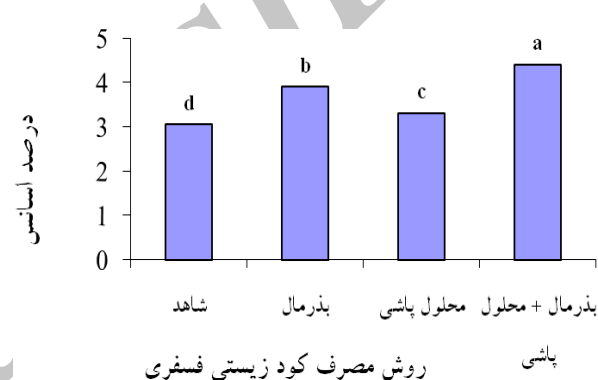 درصد اسانس
5
4
3
2
1
0
d
b
c
a
شاهد
بذرمال
محلول پاشی
بذرمال + محلول
پاشی
روش مصرف کود زیستی فسفری